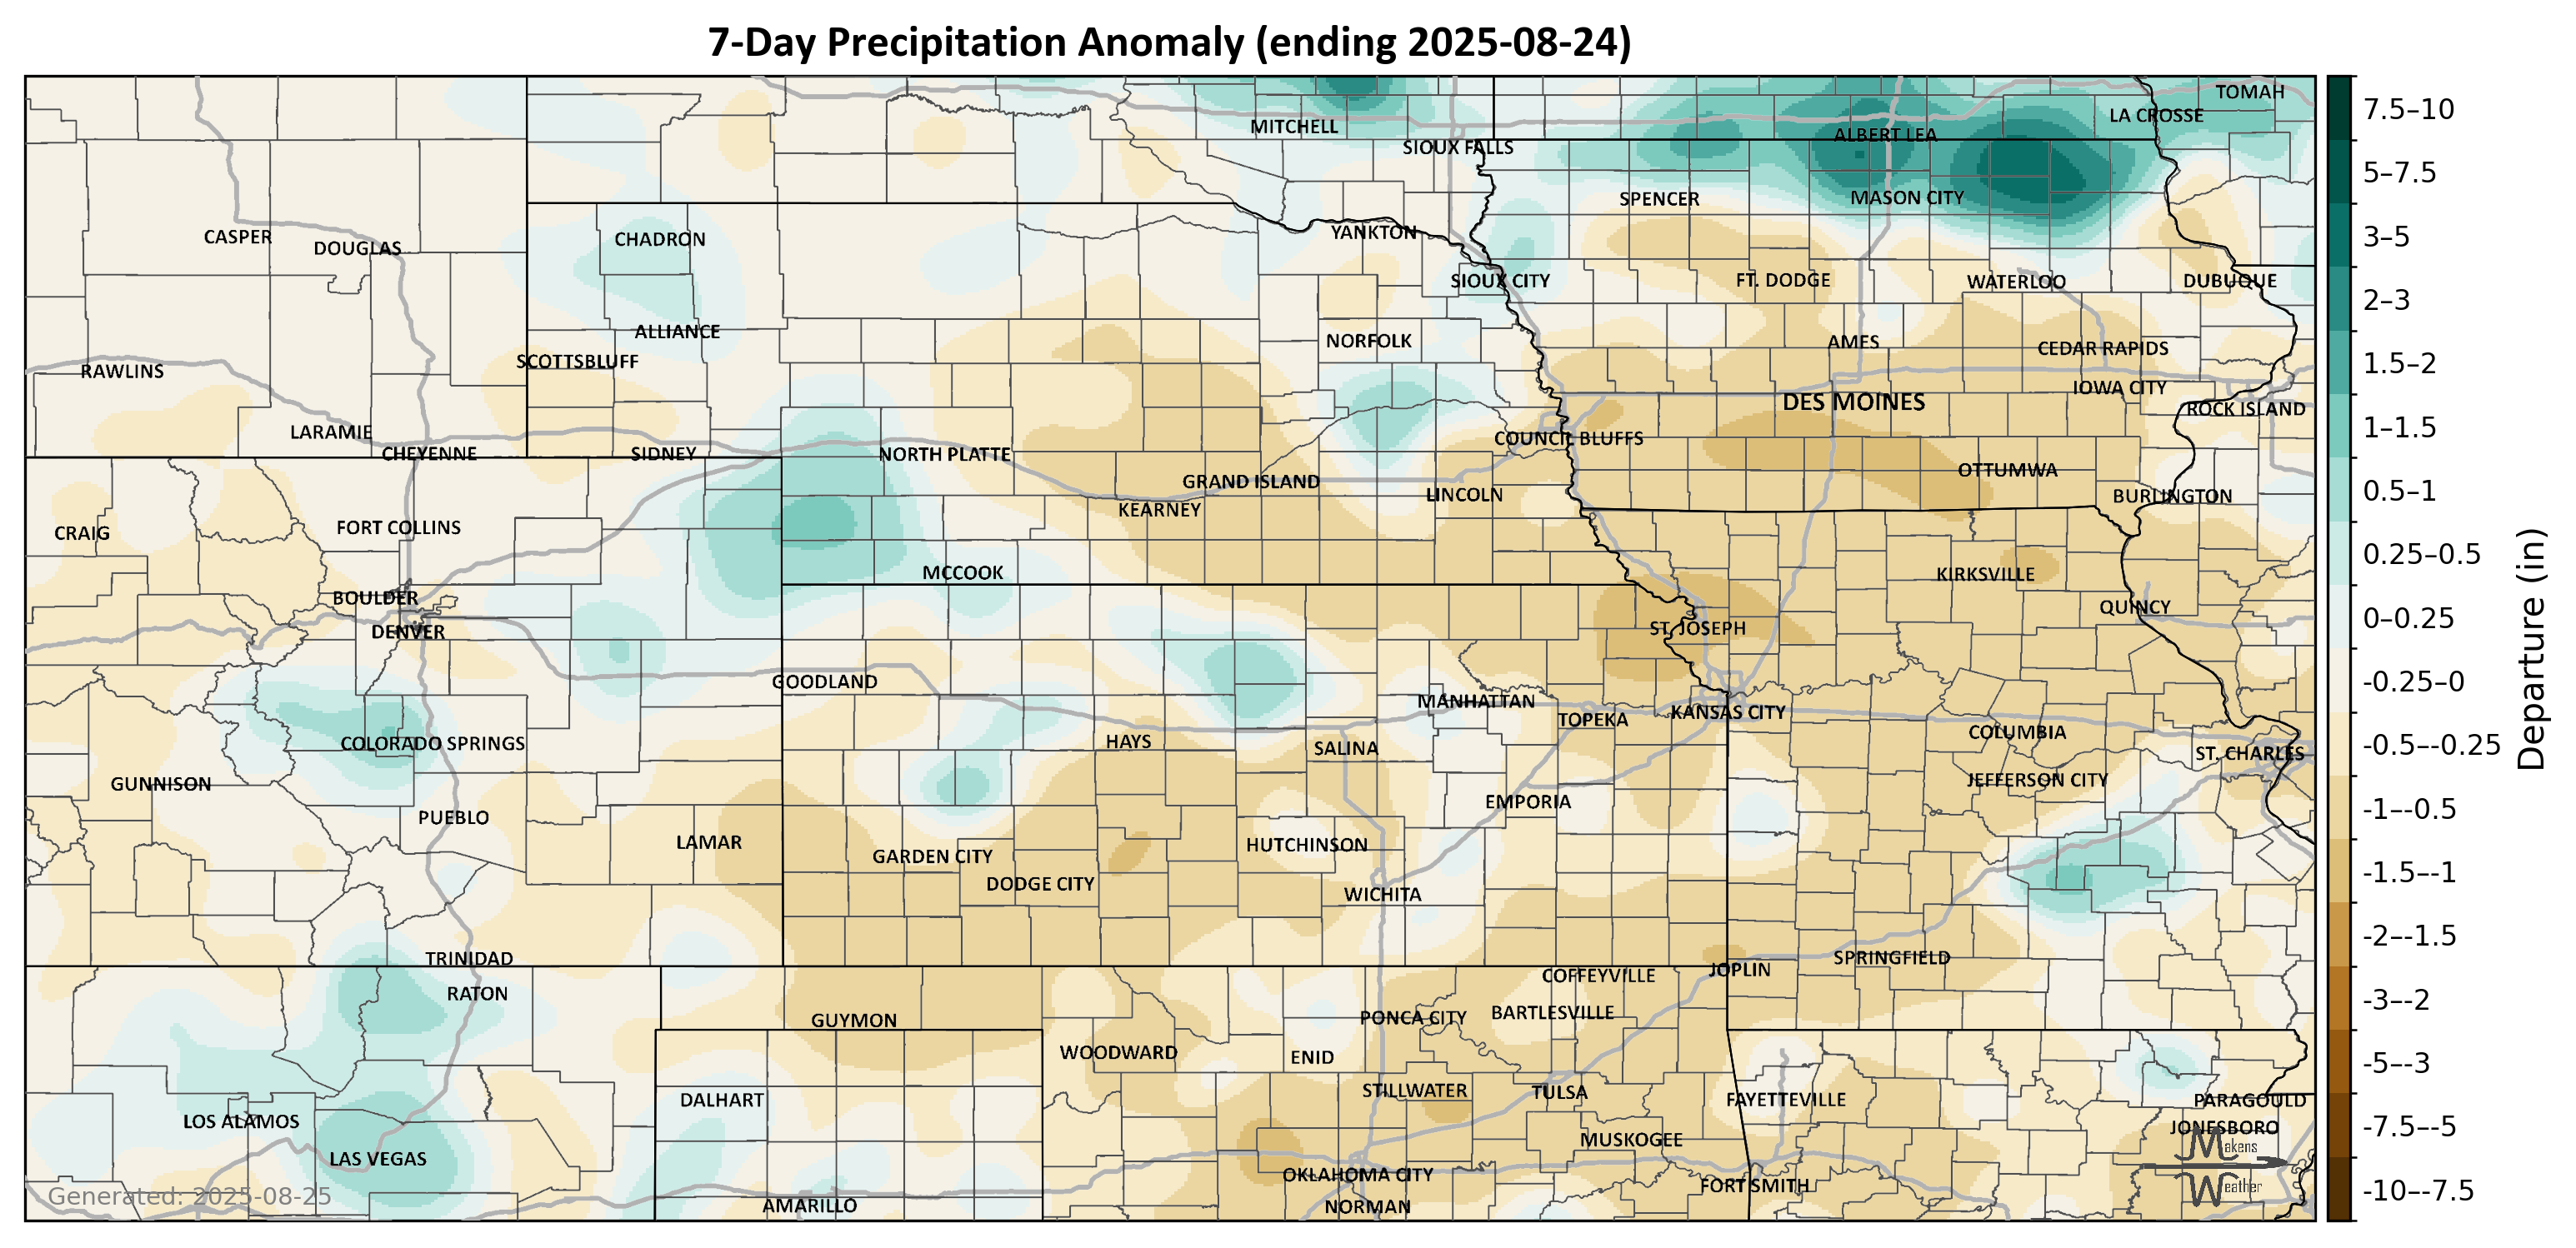 7-Day Precipitation Anomaly (ending 2025-08-24)
TOMAH
LA CROSSE
MITCHELL
ALBERT LEA
SIOUX FALLS
SPENCER
MASON CITY
YANKTON
CASPER
DOUGLAS
CHADRON
SIOUX CITY
FT. DODGE
WATERLOO
DUBUQUE
ALLIANCE
NORFOLK
AMES
CEDAR RAPIDS
SCOTTSBLUFF
RAWLINS
IOWA CITY
DES MOINES
ROCK ISLAND
LARAMIE
COUNCIL BLUFFS
CHEYENNE
SIDNEY
NORTH PLATTE
OTTUMWA
GRAND ISLAND
LINCOLN
BURLINGTON
KEARNEY
CRAIG
FORT COLLINS
MCCOOK
KIRKSVILLE
BOULDER
QUINCY
DENVER
ST. JOSEPH
GOODLAND
MANHATTAN
KANSAS CITY
TOPEKA
COLUMBIA
COLORADO SPRINGS
HAYS
SALINA
ST. CHARLES
GUNNISON
JEFFERSON CITY
EMPORIA
PUEBLO
LAMAR
HUTCHINSON
GARDEN CITY
DODGE CITY
WICHITA
TRINIDAD
SPRINGFIELD
JOPLIN
COFFEYVILLE
RATON
BARTLESVILLE
PONCA CITY
GUYMON
WOODWARD
ENID
STILLWATER
TULSA
DALHART
FAYETTEVILLE
PARAGOULD
LOS ALAMOS
JONESBORO
MUSKOGEE
LAS VEGAS
OKLAHOMA CITY
FORT SMITH
AMARILLO
NORMAN
Makens
Weather
Generated: 2025-08-25
7.5–10
5–7.5
3–5
2–3
1.5–2
1–1.5
0.5–1
0.25–0.5
0–0.25
-0.25–0
-0.5–-0.25
-1–-0.5
-1.5–-1
-2–-1.5
-3–-2
-5–-3
-7.5–-5
-10–-7.5
Departure (in)